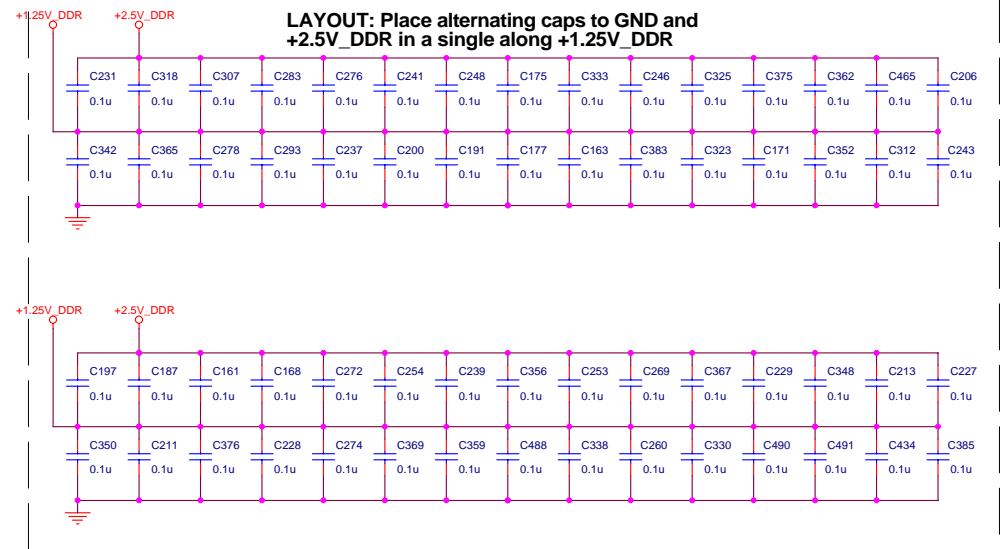 +1.25V_DDR +2.5V_DDR
LAYOUT: Place alternating caps to GND and
+2.5V_DDR in a single along +1.25V_DDR
C231 C318 C307 C283 C276 C241 C248 C175 C333 C246 C325 C375 C362 C465 C206
0.1u 0.1u 0.1u 0.1u 0.1u 0.1u 0.1u 0.1u 0.1u 0.1u 0.1u 0.1u 0.1u 0.1u 0.1u
C342 C365 C278 C293 C237 C200 C191 C177 C163 C383 C323 C171 C352 C312 C243
0.1u 0.1u 0.1u 0.1u 0.1u 0.1u 0.1u 0.1u 0.1u 0.1u 0.1u 0.1u 0.1u 0.1u 0.1u
+1.25V_DDR +2.5V_DDR
C197 C187 C161 C168 C272 C254 C239 C356 C253 C269 C367 C229 C348 C213 C227
0.1u 0.1u 0.1u 0.1u 0.1u 0.1u 0.1u 0.1u 0.1u 0.1u 0.1u 0.1u 0.1u 0.1u 0.1u
C350 C211 C376 C228 C274 C369 C359 C488 C338 C260 C330 C490 C491 C434 C385
0.1u 0.1u 0.1u 0.1u 0.1u 0.1u 0.1u 0.1u 0.1u 0.1u 0.1u 0.1u 0.1u 0.1u 0.1u